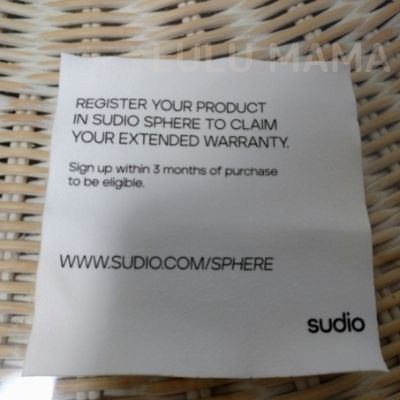 LULU MAMA
REGISTER YOUR PRODUCT
IN SUDIO SPHERE TO CLAIM
YOUR EXTENDED WARRANTY.
Sign up within 3 months of purchase
to be eligible.
WWW.SUDIO.COM/SPHERE
sudio